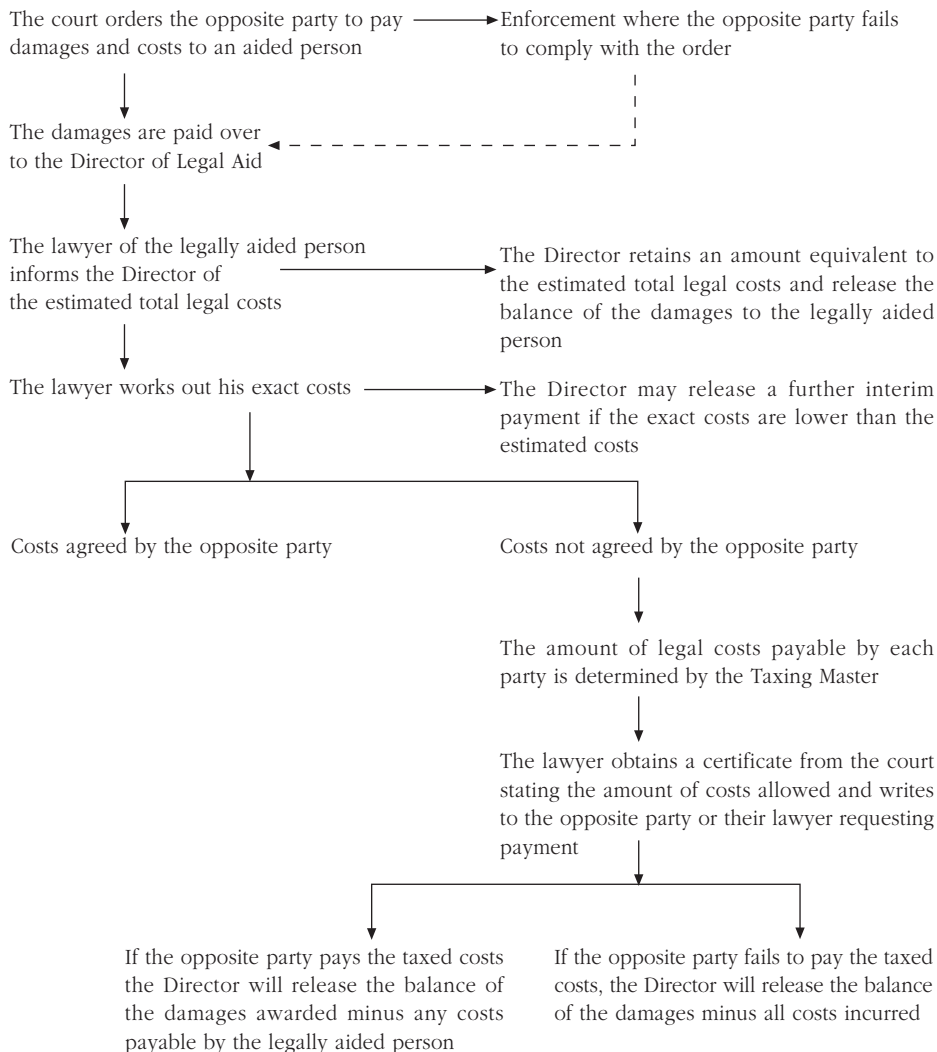 The court orders the opposite party to pay
damages and costs to an aided person
Enforcement where the opposite party fails
to comply with the order
The damages are paid over
to the Director of Legal Aid
The lawyer of the legally aided person
informs the Director of
the estimated total legal costs
The Director retains an amount equivalent to
the estimated total legal costs and release the
balance of the damages to the legally aided
person
The lawyer works out his exact costs
The Director may release a further interim
payment if the exact costs are lower than the
estimated costs
Costs agreed by the opposite party
Costs not agreed by the opposite party
The amount of legal costs payable by each
party is determined by the Taxing Master
The lawyer obtains a certificate from the court
stating the amount of costs allowed and writes
to the opposite party or their lawyer requesting
payment
If the opposite party pays the taxed costs
the Director will release the balance of
the damages awarded minus any costs
payable by the legally aided person
If the opposite party fails to pay the taxed
costs, the Director will release the balance
of the damages minus all costs incurred